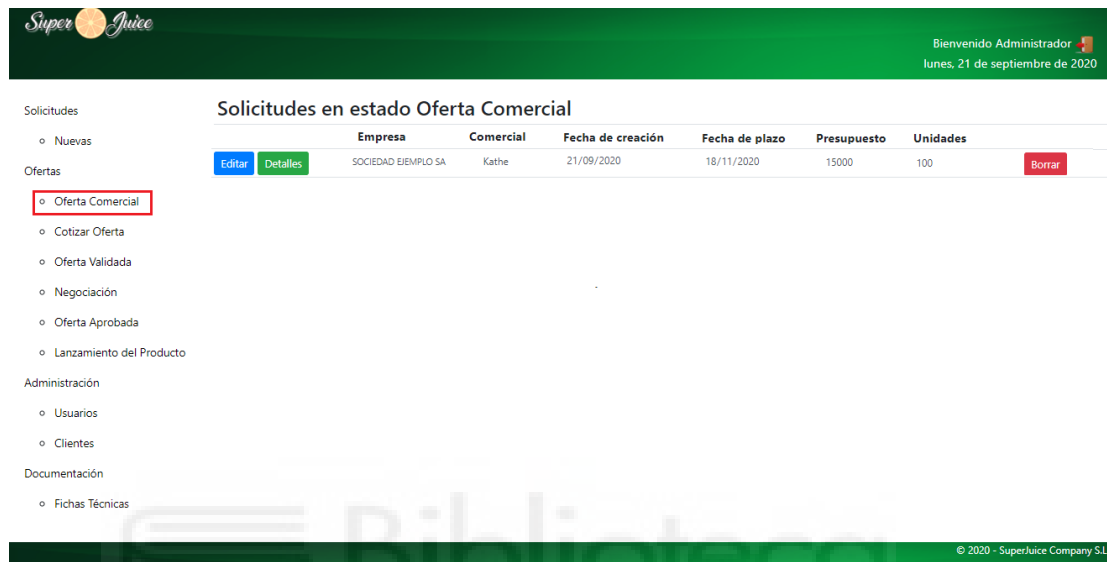 Super Juice
Bienvenido Administrador
lunes, 21 de septiembre de 2020
Solicitudes
Nuevas
Ofertas
Oferta Comercial
Cotizar Oferta
Oferta Validada
Negociación
Oferta Aprobada
Lanzamiento del Producto
Administración
Usuarios
Clientes
Documentación
Fichas Técnicas
Solicitudes en estado Oferta Comercial
Empresa Comercial Fecha de creación Fecha de plazo Presupuesto Unidades
Editar Detalles SOCIEDAD EJEMPLO SA Kathe 21/09/2020 18/11/2020 15000 100 Borrar
Biblioteca
© 2020 - SuperJuice Company S.L